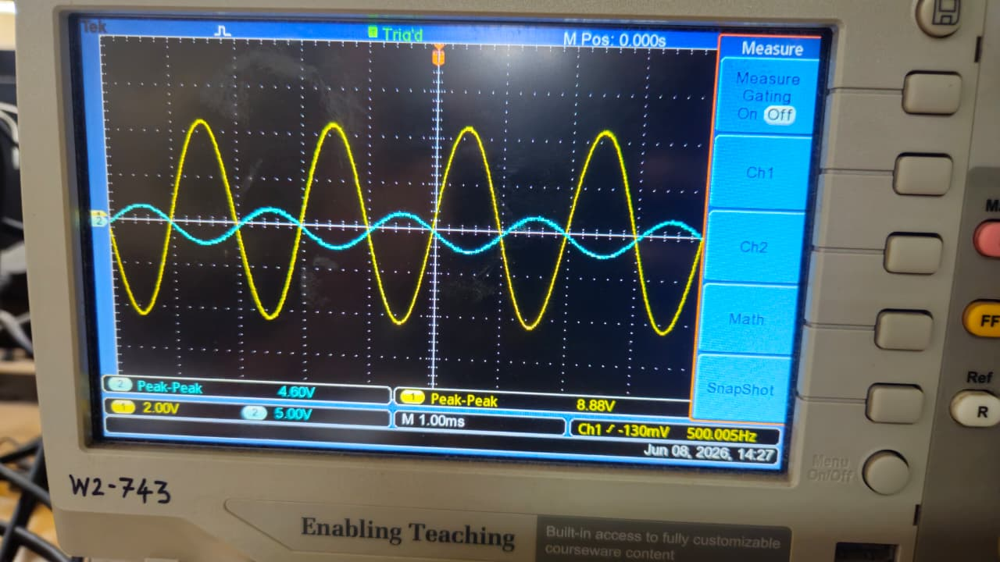 Tek
Trig'd
M Pos: 0.000s
Measure
Measure
Gating
On Off
Ch1
Ch2
Math
SnapShot
2
2 Peak-Peak 4.60V
1 Peak-Peak 8.88V
1 2.00V 2 5.00V
M 1.00ms
Ch1 -130mV 500.005Hz
Jun 08, 2026, 14:27
Menu
On/Off
Ref
R
FF
W2-743
Enabling Teaching
Built-in access to fully customizable
courseware content